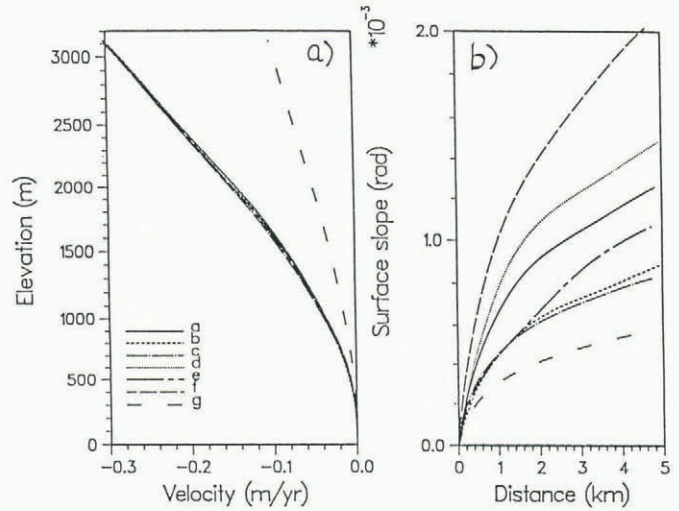 3000
2500
2000
1500
1000
500
0
Elevation (m)
a)
a
b
c
d
e
f
g
−0.3
−0.2
−0.1
0.0
Velocity (m/yr)
*10⁻³
2.0
1.0
0.0
Surface slope (rad)
b)
0
1
2
3
4
5
Distance (km)